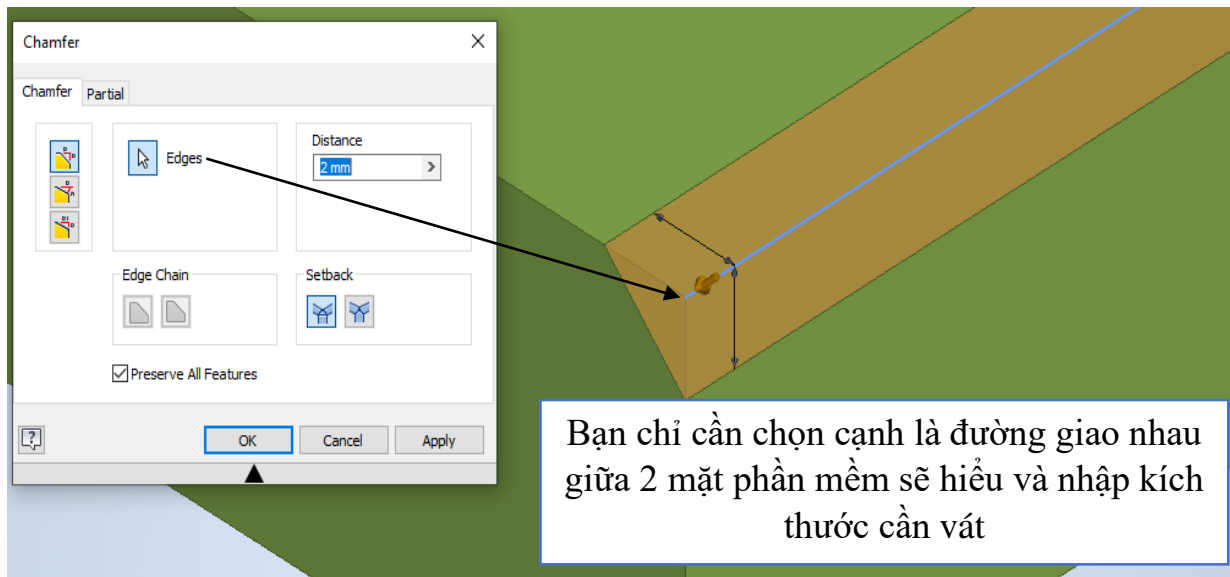 Chamfer
Chamfer Partial
Edges
Distance
2 mm
Edge Chain
Setback
Preserve All Features
OK Cancel Apply
Bạn chỉ cần chọn cạnh là đường giao nhau
giữa 2 mặt phần mềm sẽ hiểu và nhập kích
thước cần vát